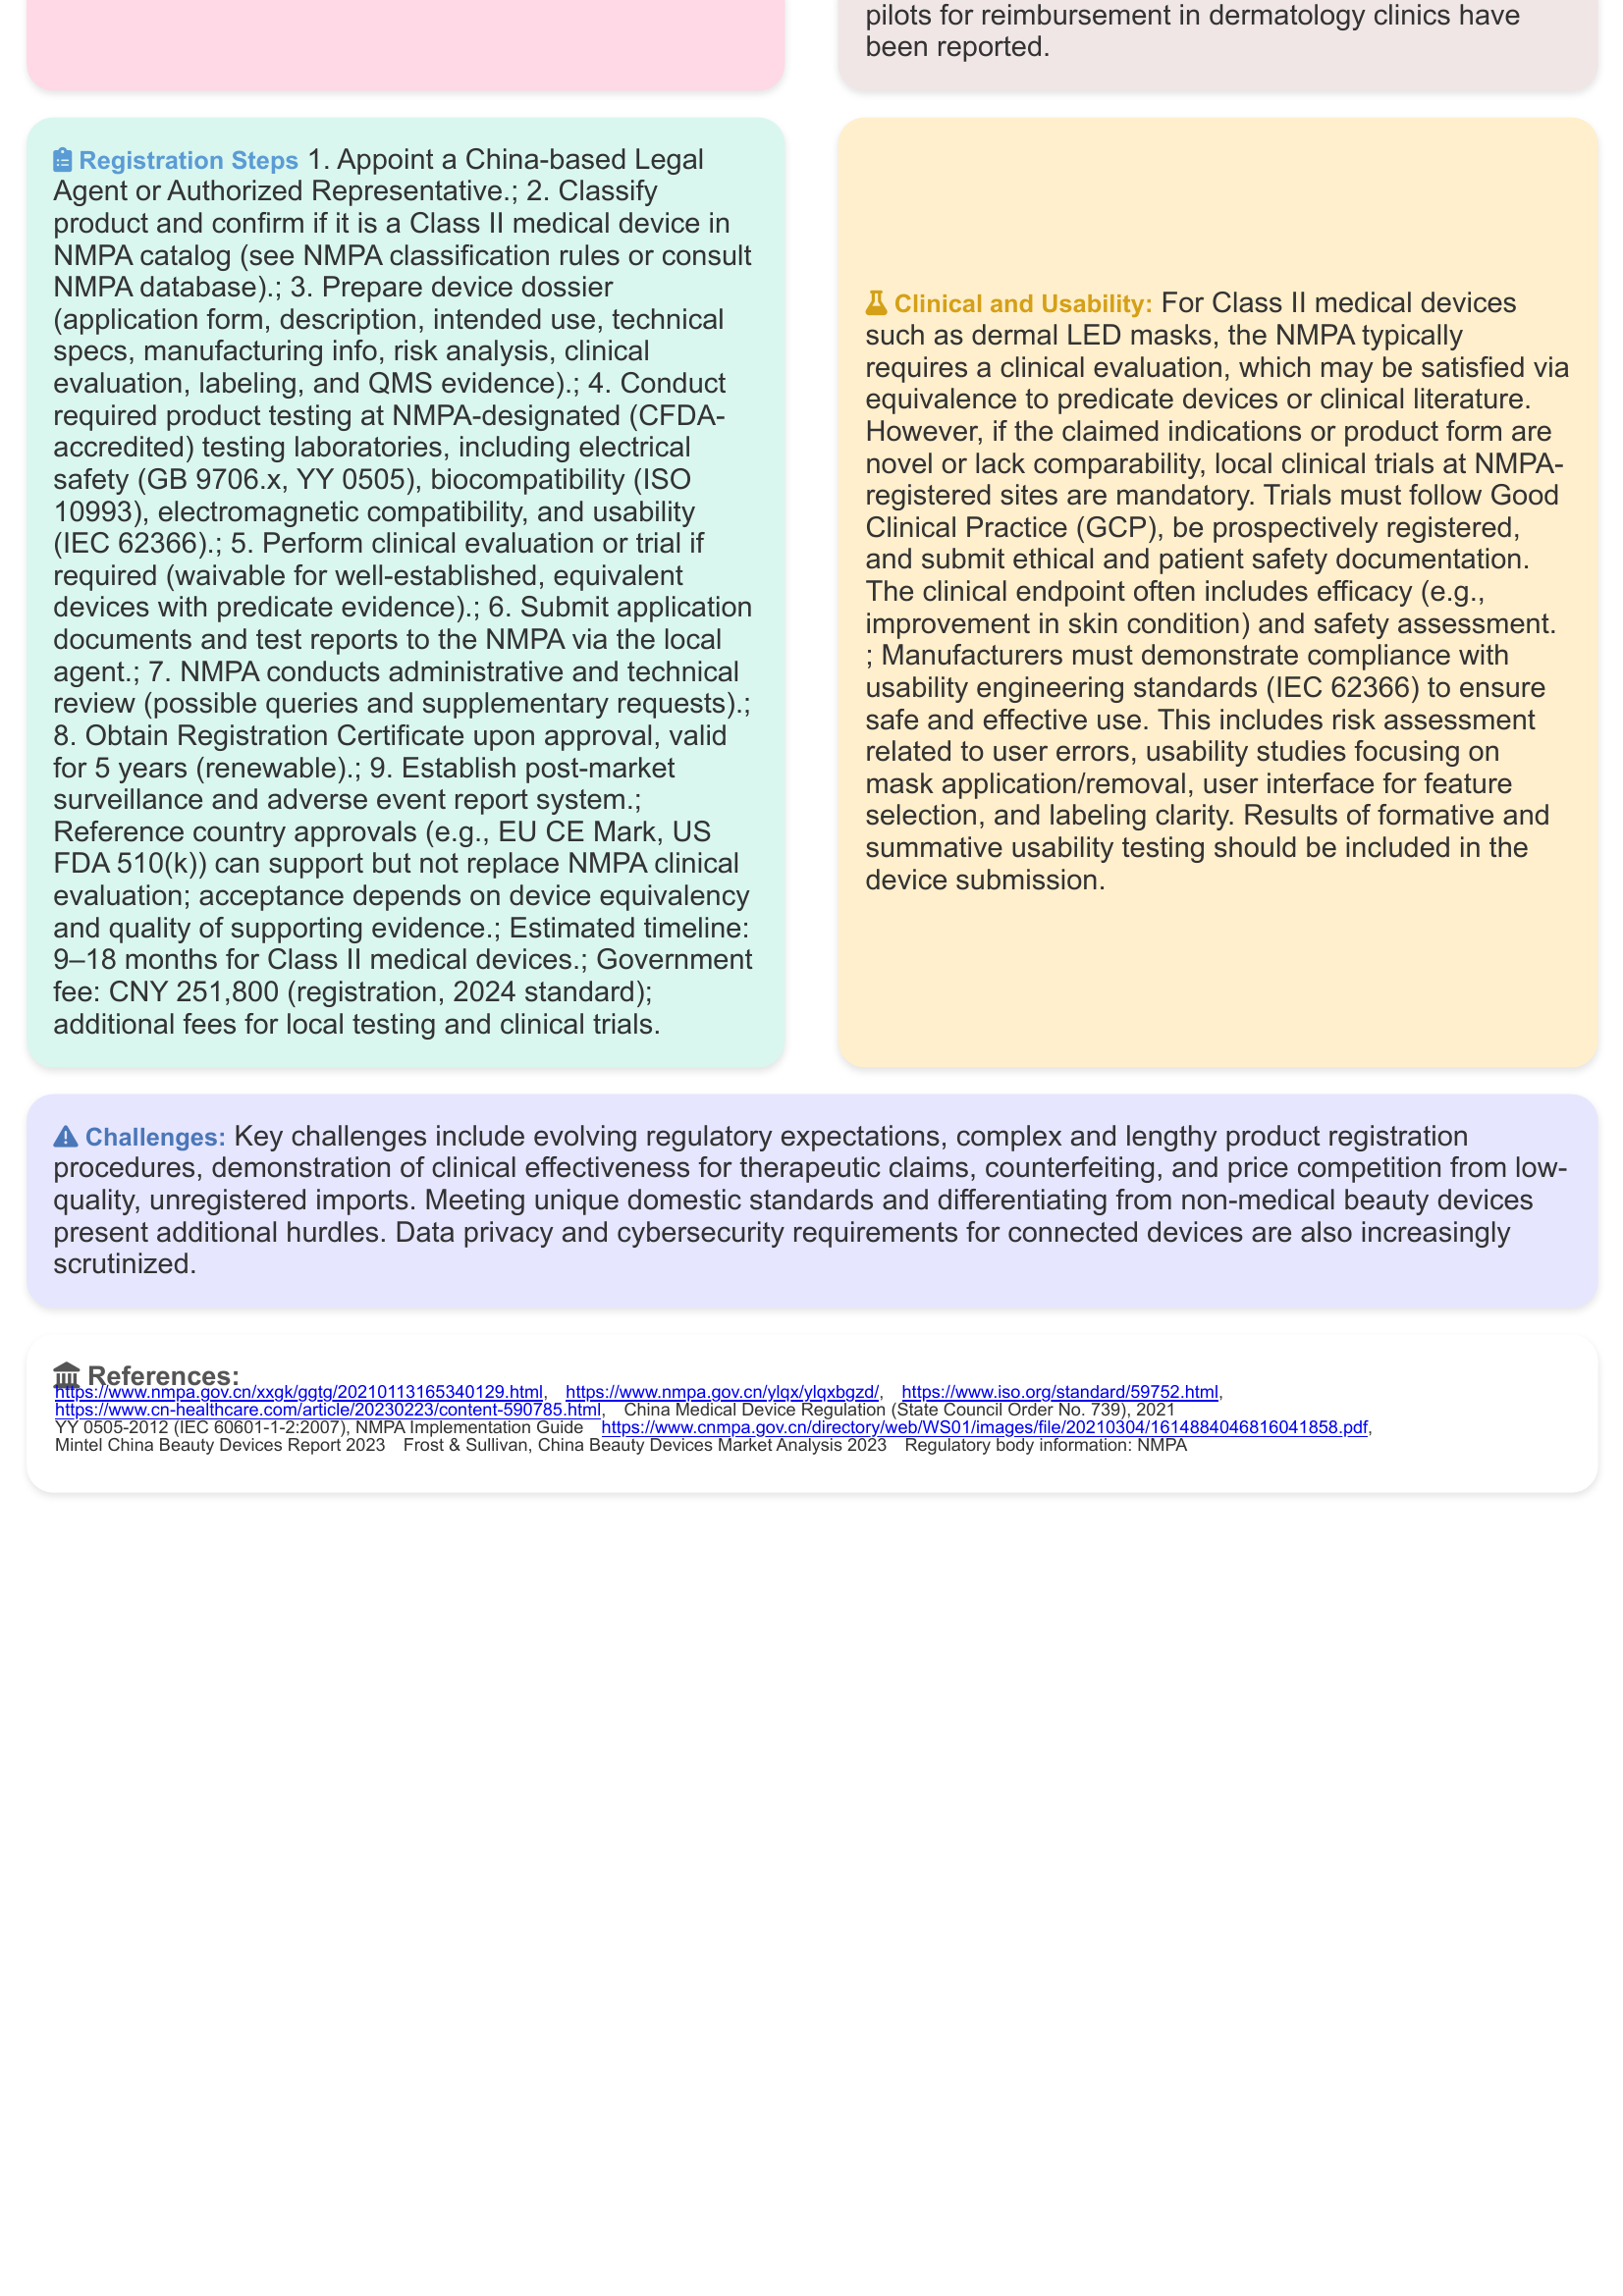 pilots for reimbursement in dermatology clinics have
been reported.
Registration Steps 1. Appoint a China-based Legal
Agent or Authorized Representative.; 2. Classify
product and confirm if it is a Class II medical device in
NMPA catalog (see NMPA classification rules or consult
NMPA database).; 3. Prepare device dossier
(application form, description, intended use, technical
specs, manufacturing info, risk analysis, clinical
evaluation, labeling, and QMS evidence).; 4. Conduct
required product testing at NMPA-designated (CFDA-
accredited) testing laboratories, including electrical
safety (GB 9706.x, YY 0505), biocompatibility (ISO
10993), electromagnetic compatibility, and usability
(IEC 62366).; 5. Perform clinical evaluation or trial if
required (waivable for well-established, equivalent
devices with predicate evidence).; 6. Submit application
documents and test reports to the NMPA via the local
agent.; 7. NMPA conducts administrative and technical
review (possible queries and supplementary requests).;
8. Obtain Registration Certificate upon approval, valid
for 5 years (renewable).; 9. Establish post-market
surveillance and adverse event report system.;
Reference country approvals (e.g., EU CE Mark, US
FDA 510(k)) can support but not replace NMPA clinical
evaluation; acceptance depends on device equivalency
and quality of supporting evidence.; Estimated timeline:
9–18 months for Class II medical devices.; Government
fee: CNY 251,800 (registration, 2024 standard);
additional fees for local testing and clinical trials.
Clinical and Usability: For Class II medical devices
such as dermal LED masks, the NMPA typically
requires a clinical evaluation, which may be satisfied via
equivalence to predicate devices or clinical literature.
However, if the claimed indications or product form are
novel or lack comparability, local clinical trials at NMPA-
registered sites are mandatory. Trials must follow Good
Clinical Practice (GCP), be prospectively registered,
and submit ethical and patient safety documentation.
The clinical endpoint often includes efficacy (e.g.,
improvement in skin condition) and safety assessment.
; Manufacturers must demonstrate compliance with
usability engineering standards (IEC 62366) to ensure
safe and effective use. This includes risk assessment
related to user errors, usability studies focusing on
mask application/removal, user interface for feature
selection, and labeling clarity. Results of formative and
summative usability testing should be included in the
device submission.
Challenges: Key challenges include evolving regulatory expectations, complex and lengthy product registration
procedures, demonstration of clinical effectiveness for therapeutic claims, counterfeiting, and price competition from low-
quality, unregistered imports. Meeting unique domestic standards and differentiating from non-medical beauty devices
present additional hurdles. Data privacy and cybersecurity requirements for connected devices are also increasingly
scrutinized.
References:
https://www.nmpa.gov.cn/xxgk/ggtg/20210113165340129.html, https://www.nmpa.gov.cn/ylqx/ylqxbgzd/, https://www.iso.org/standard/59752.html,
https://www.cn-healthcare.com/article/20230223/content-590785.html, China Medical Device Regulation (State Council Order No. 739), 2021
YY 0505-2012 (IEC 60601-1-2:2007), NMPA Implementation Guide https://www.cnmpa.gov.cn/directory/web/WS01/images/file/20210304/1614884046816041858.pdf,
Mintel China Beauty Devices Report 2023 Frost & Sullivan, China Beauty Devices Market Analysis 2023 Regulatory body information: NMPA